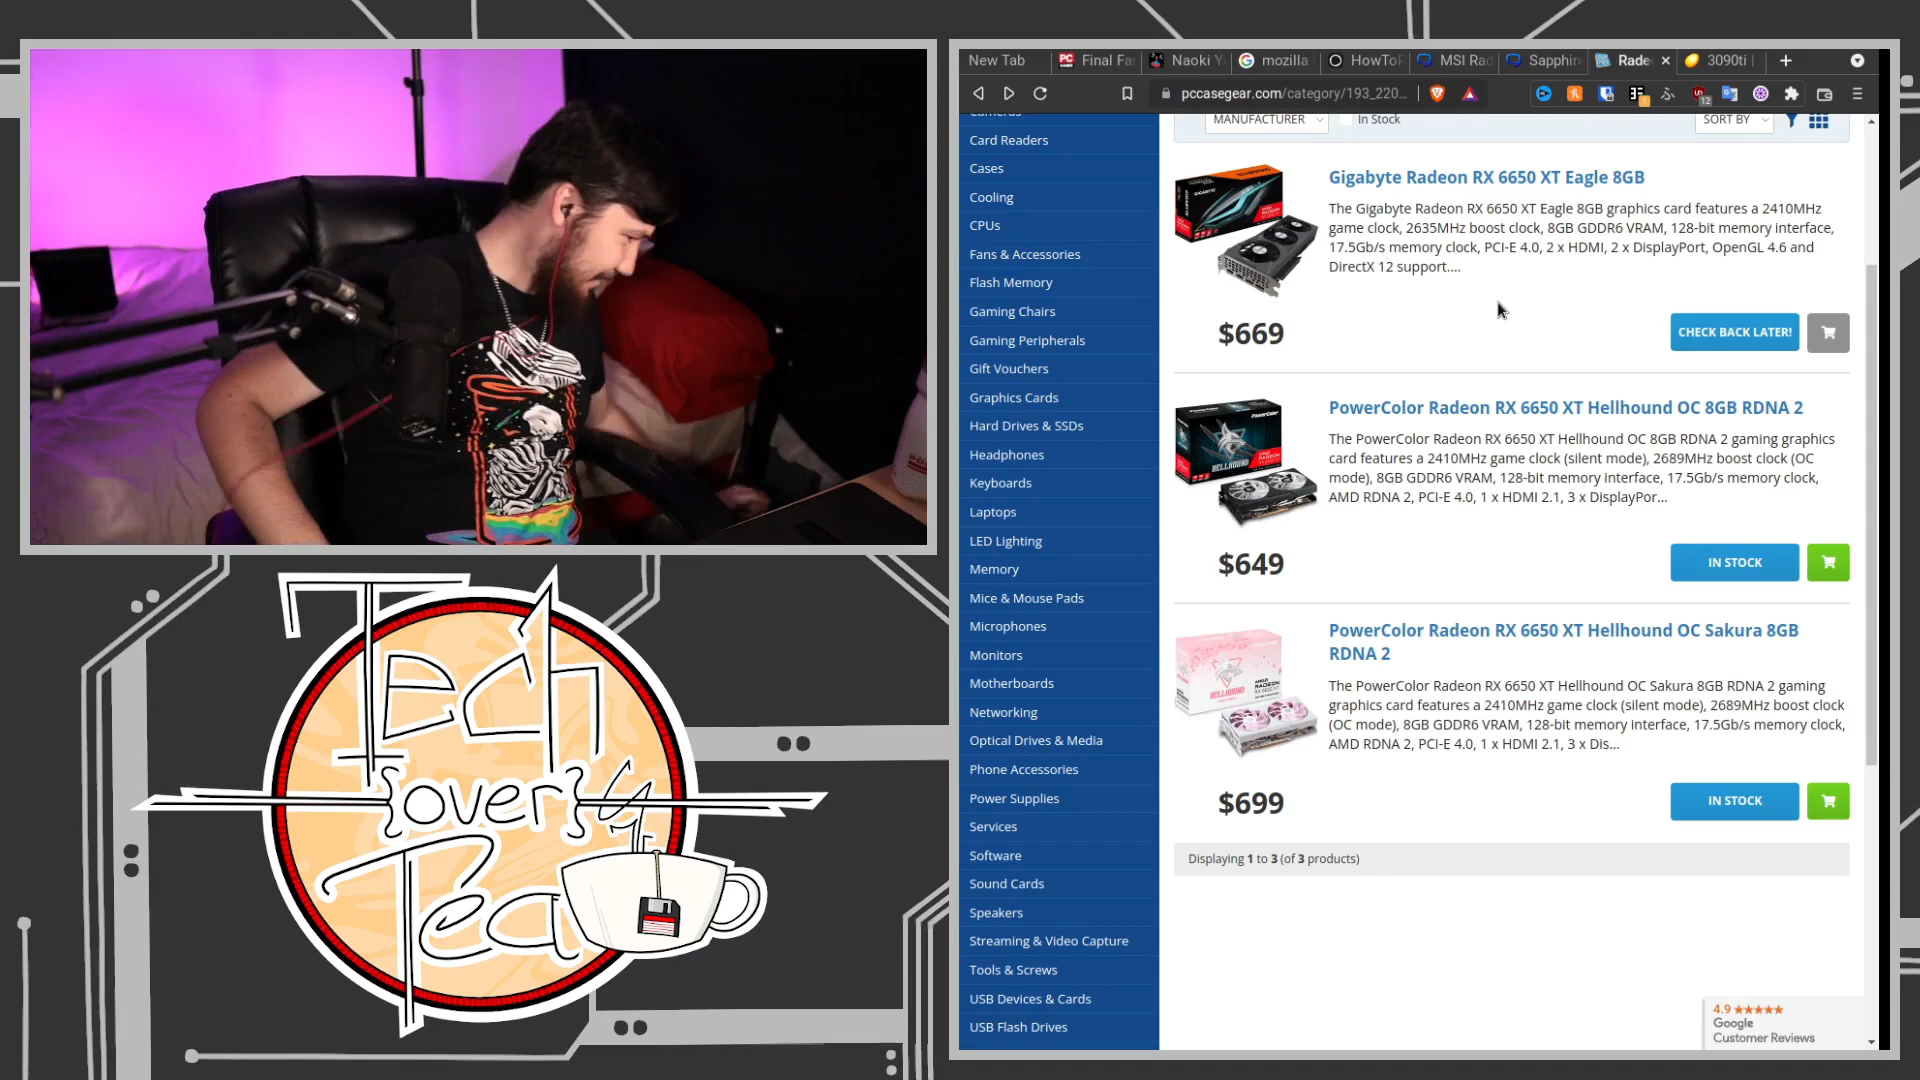 New Tab
Final Fa
Naoki Y
mozilla
HowTo
MSI Rad
Sapphir
Rade
3090ti
pccasegear.com/category/193_220...
12
Card Readers
Cases
Cooling
CPUs
Fans & Accessories
Flash Memory
Gaming Chairs
Gaming Peripherals
Gift Vouchers
Graphics Cards
Hard Drives & SSDs
Headphones
Keyboards
Laptops
LED Lighting
Memory
Mice & Mouse Pads
Microphones
Monitors
Motherboards
Networking
Optical Drives & Media
Phone Accessories
Power Supplies
Services
Software
Sound Cards
Speakers
Streaming & Video Capture
Tools & Screws
USB Devices & Cards
USB Flash Drives
MANUFACTURER
In Stock
SORT BY
Gigabyte Radeon RX 6650 XT Eagle 8GB
The Gigabyte Radeon RX 6650 XT Eagle 8GB graphics card features a 2410MHz
game clock, 2635MHz boost clock, 8GB GDDR6 VRAM, 128-bit memory interface,
17.5Gb/s memory clock, PCI-E 4.0, 2 x HDMI, 2 x DisplayPort, OpenGL 4.6 and
DirectX 12 support....
$669
CHECK BACK LATER!
PowerColor Radeon RX 6650 XT Hellhound OC 8GB RDNA 2
The PowerColor Radeon RX 6650 XT Hellhound OC 8GB RDNA 2 gaming graphics
card features a 2410MHz game clock (silent mode), 2689MHz boost clock (OC
mode), 8GB GDDR6 VRAM, 128-bit memory interface, 17.5Gb/s memory clock,
AMD RDNA 2, PCI-E 4.0, 1 x HDMI 2.1, 3 x DisplayPor...
HELLHOUND
$649
IN STOCK
PowerColor Radeon RX 6650 XT Hellhound OC Sakura 8GB
RDNA 2
The PowerColor Radeon RX 6650 XT Hellhound OC Sakura 8GB RDNA 2 gaming
graphics card features a 2410MHz game clock (silent mode), 2689MHz boost clock
(OC mode), 8GB GDDR6 VRAM, 128-bit memory interface, 17.5Gb/s memory clock,
AMD RDNA 2, PCI-E 4.0, 1 x HDMI 2.1, 3 x Dis...
HELLHOUND
$699
IN STOCK
Displaying 1 to 3 (of 3 products)
4.9
Google
Customer Reviews
Tech
{over}
Tea